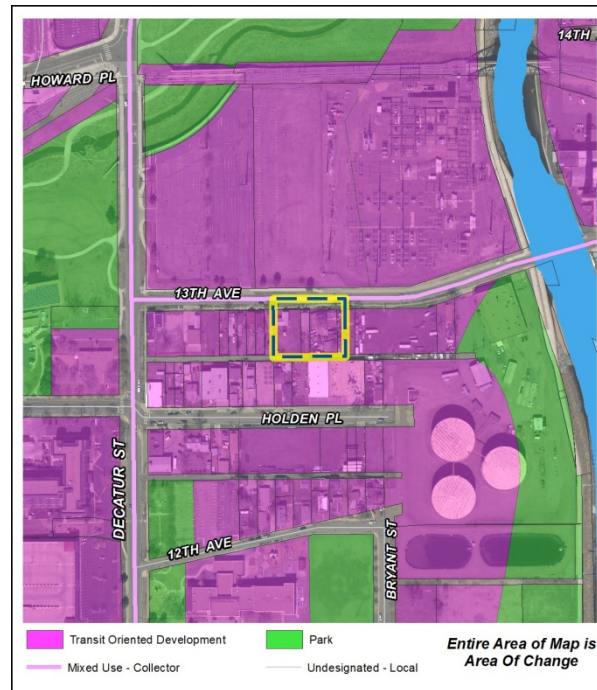 14TH
HOWARD PL
13TH AVE
HOLDEN PL
DECATUR ST
12TH AVE
BRYANT ST
Transit Oriented Development
Park
Mixed Use - Collector
Undesignated - Local
Entire Area of Map is
Area Of Change